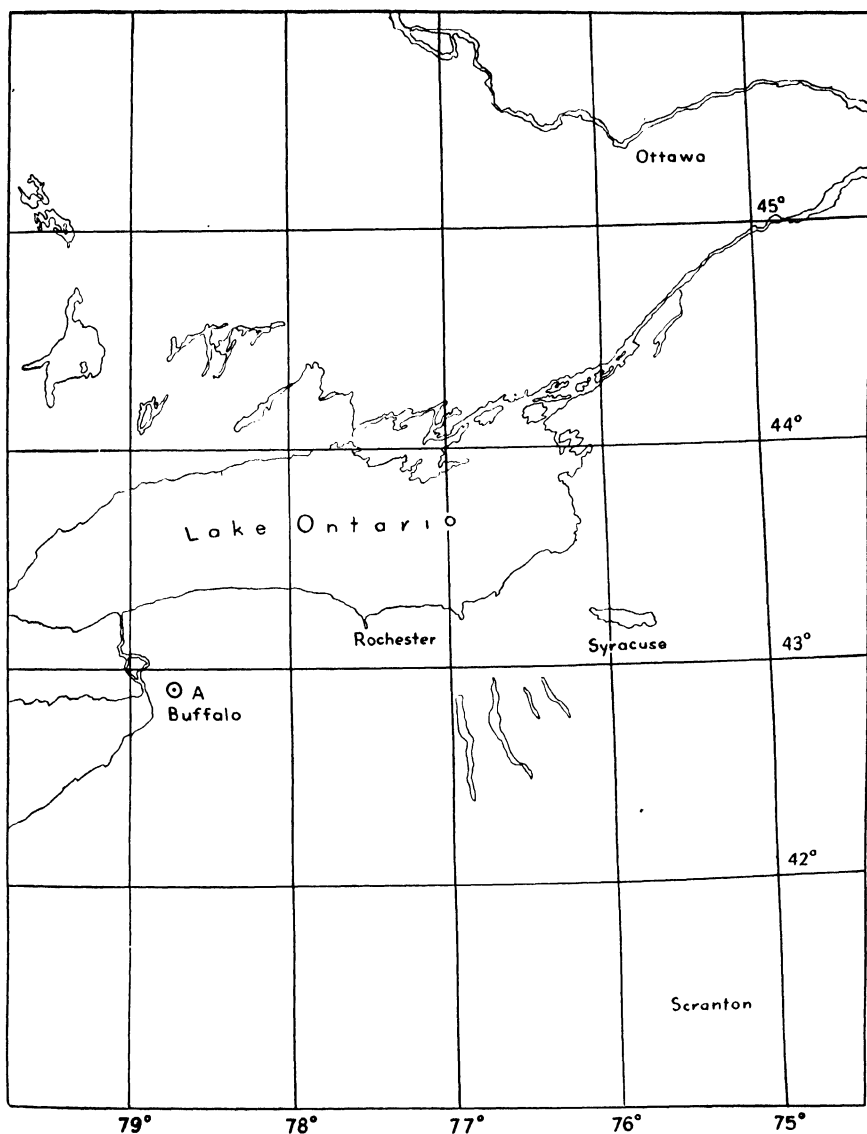 Ottawa
45°
44°
Lake Ontario
Rochester
Syracuse
43°
A
Buffalo
42°
Scranton
79° 78° 77° 76° 75°